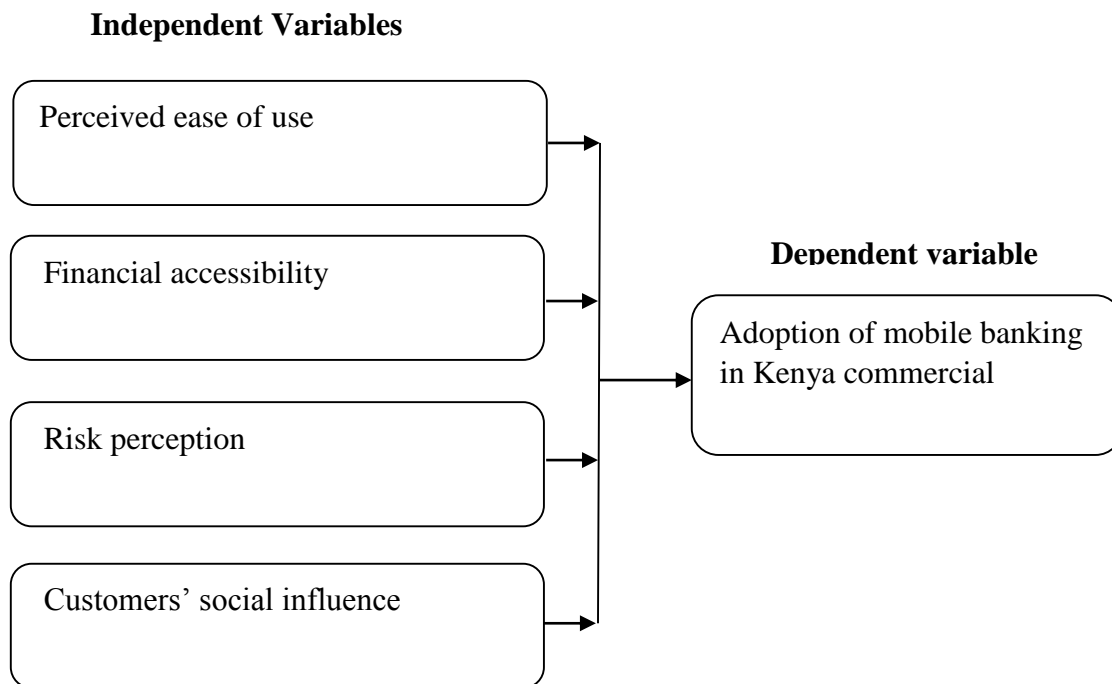 Independent Variables
Perceived ease of use
Financial accessibility
Risk perception
Customers’ social influence
Dependent variable
Adoption of mobile banking
in Kenya commercial